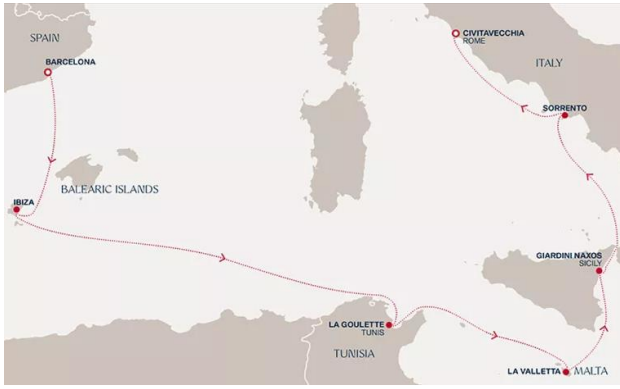 SPAIN
BARCELONA
CIVITAVECCHIA
ROME
ITALY
SORRENTO
BALEARIC ISLANDS
IBIZA
GIARDINI NAXOS
SICILY
LA GOULETTE
TUNIS
TUNISIA
LA VALLETTA
MALTA